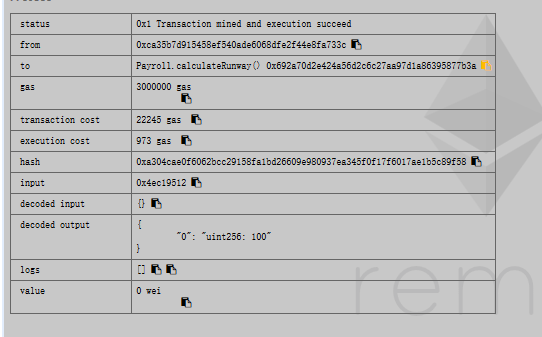 status 0x1 Transaction mined and execution succeed
from 0xca35b7d915458ef540ade6068dfe2f44e8fa733c
to Payroll.calculateRunway() 0x692a70d2e424a56d2c6c27aa97d1a86395877b3a
gas 3000000 gas
transaction cost 22245 gas
execution cost 973 gas
hash 0xa304cae0f6062bcc29158fa1bd26609e980937ea345f0f17f6017ae1b5c89f58
input 0x4ec19512
decoded input {}
decoded output {
"0": "uint256: 100"
}
logs []
value 0 wei
rem